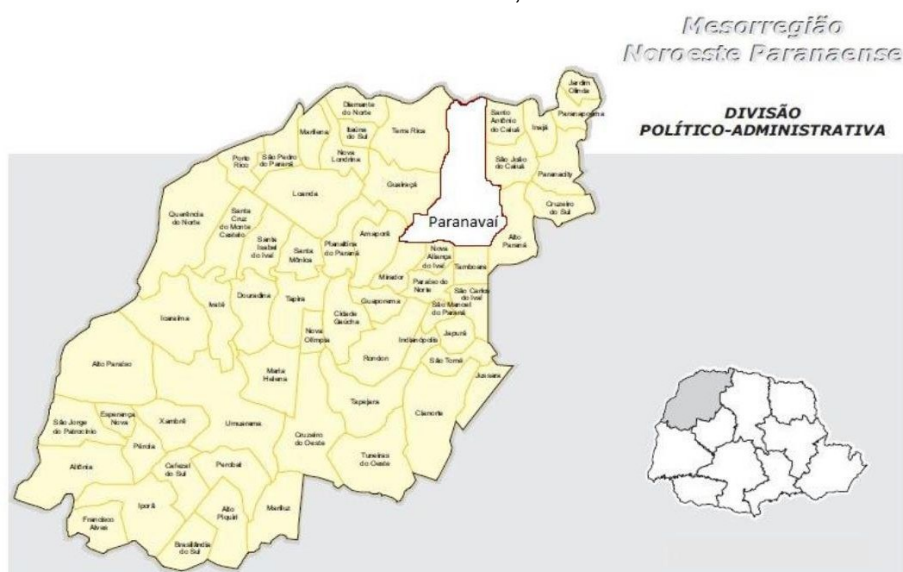 Mesorregião
Noroeste Paranaense
DIVISÃO
POLÍTICO-ADMINISTRATIVA
Jardim
Olinda
Paranapoema
Diamante
do Norte
Santo
Antônio
do Caiuá
Inajá
Marilena
Itaúna
do Sul
Terra Rica
Nova
Londrina
Porto
Rico
São Pedro
do Paraná
São João
do Caiuá
Paranacity
Guairaçá
Loanda
Cruzeiro
do Sul
Querência
do Norte
Santa
Cruz
do Monte
Castelo
Paranavaí
Amaporã
Alto
Paraná
Santa
Isabel
do Ivaí
Santa
Mônica
Planaltina
do Paraná
Nova
Aliança
do Ivaí
Tamboara
Mirador
Paraíso do
Norte
São Carlos
do Ivaí
Douradina
Ivaté
Tapira
Guaporema
São Manoel
do Paraná
Icaraíma
Cidade
Gaúcha
Nova
Olímpia
Indianópolis
Japurá
Rondon
São Tomé
Alto Paraíso
Maria
Helena
Jussara
Tapejara
Cianorte
São Jorge
do Patrocínio
Esperança
Nova
Xambrê
Umuarama
Cruzeiro
do Oeste
Pérola
Tuneiras
do Oeste
Altônia
Cafezal
do Sul
Perobal
Iporã
Alto
Piquiri
Mariluz
Francisco
Alves
Brasilândia
do Sul